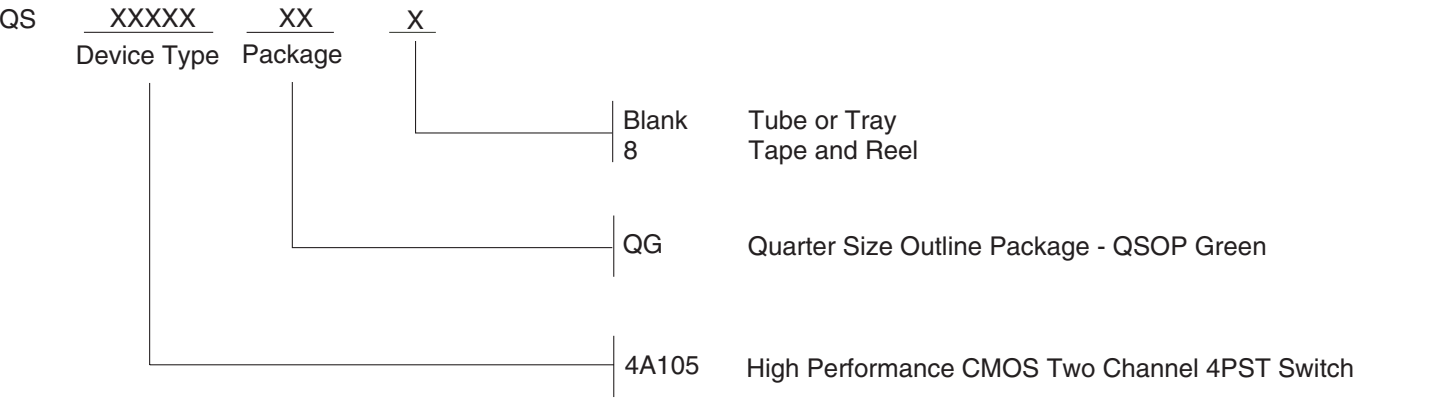 QS XXXXX XX X
Device Type Package
Blank Tube or Tray
8 Tape and Reel
QG Quarter Size Outline Package - QSOP Green
4A105 High Performance CMOS Two Channel 4PST Switch